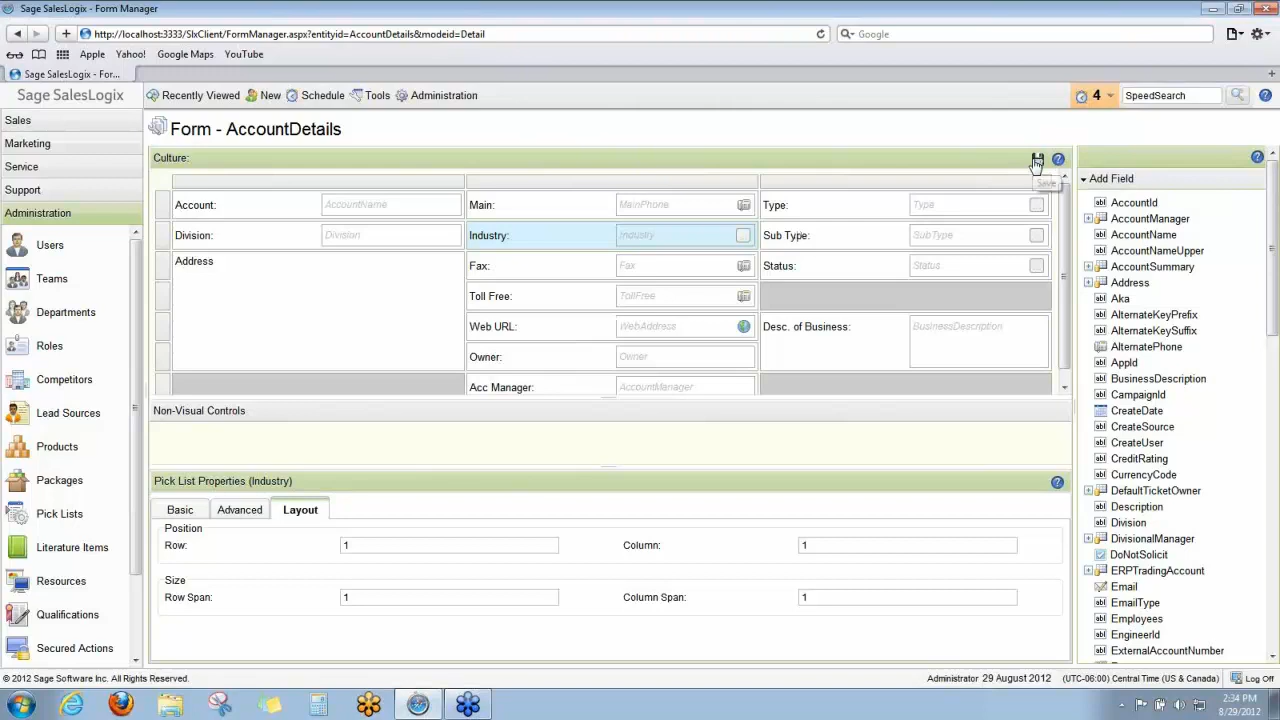 Sage SalesLogix - Form Manager
http://localhost:3333/SlxClient/FormManager.aspx?entityid=AccountDetails&modeid=Detail
Google
Apple Yahoo! Google Maps YouTube
Sage SalesLogix - For...
Sage SalesLogix
Recently Viewed New Schedule Tools Administration
4
SpeedSearch
Sales
Marketing
Service
Support
Administration
Users
Teams
Departments
Roles
Competitors
Lead Sources
Products
Packages
Pick Lists
Literature Items
Resources
Qualifications
Secured Actions
Form - AccountDetails
Culture:
Save
Account: AccountName Main: MainPhone Type: Type
Division: Division Industry: Industry Sub Type: SubType
Address Fax: Fax Status: Status
Toll Free: TollFree
Web URL: WebAddress Desc. of Business: BusinessDescription
Owner: Owner
Acc Manager: AccountManager
Non-Visual Controls
Pick List Properties (Industry)
Basic Advanced Layout
Position
Row: 1 Column: 1
Size
Row Span: 1 Column Span: 1
Add Field
AccountId
AccountManager
AccountName
AccountNameUpper
AccountSummary
Address
Aka
AlternateKeyPrefix
AlternateKeySuffix
AlternatePhone
AppId
BusinessDescription
CampaignId
CreateDate
CreateSource
CreateUser
CreditRating
CurrencyCode
DefaultTicketOwner
Description
Division
DivisionalManager
DoNotSolicit
ERPTradingAccount
Email
EmailType
Employees
EngineerId
ExternalAccountNumber
© 2012 Sage Software Inc. All Rights Reserved.
Administrator 29 August 2012 (UTC-06:00) Central Time (US & Canada) Log Off
2:34 PM
8/29/2012